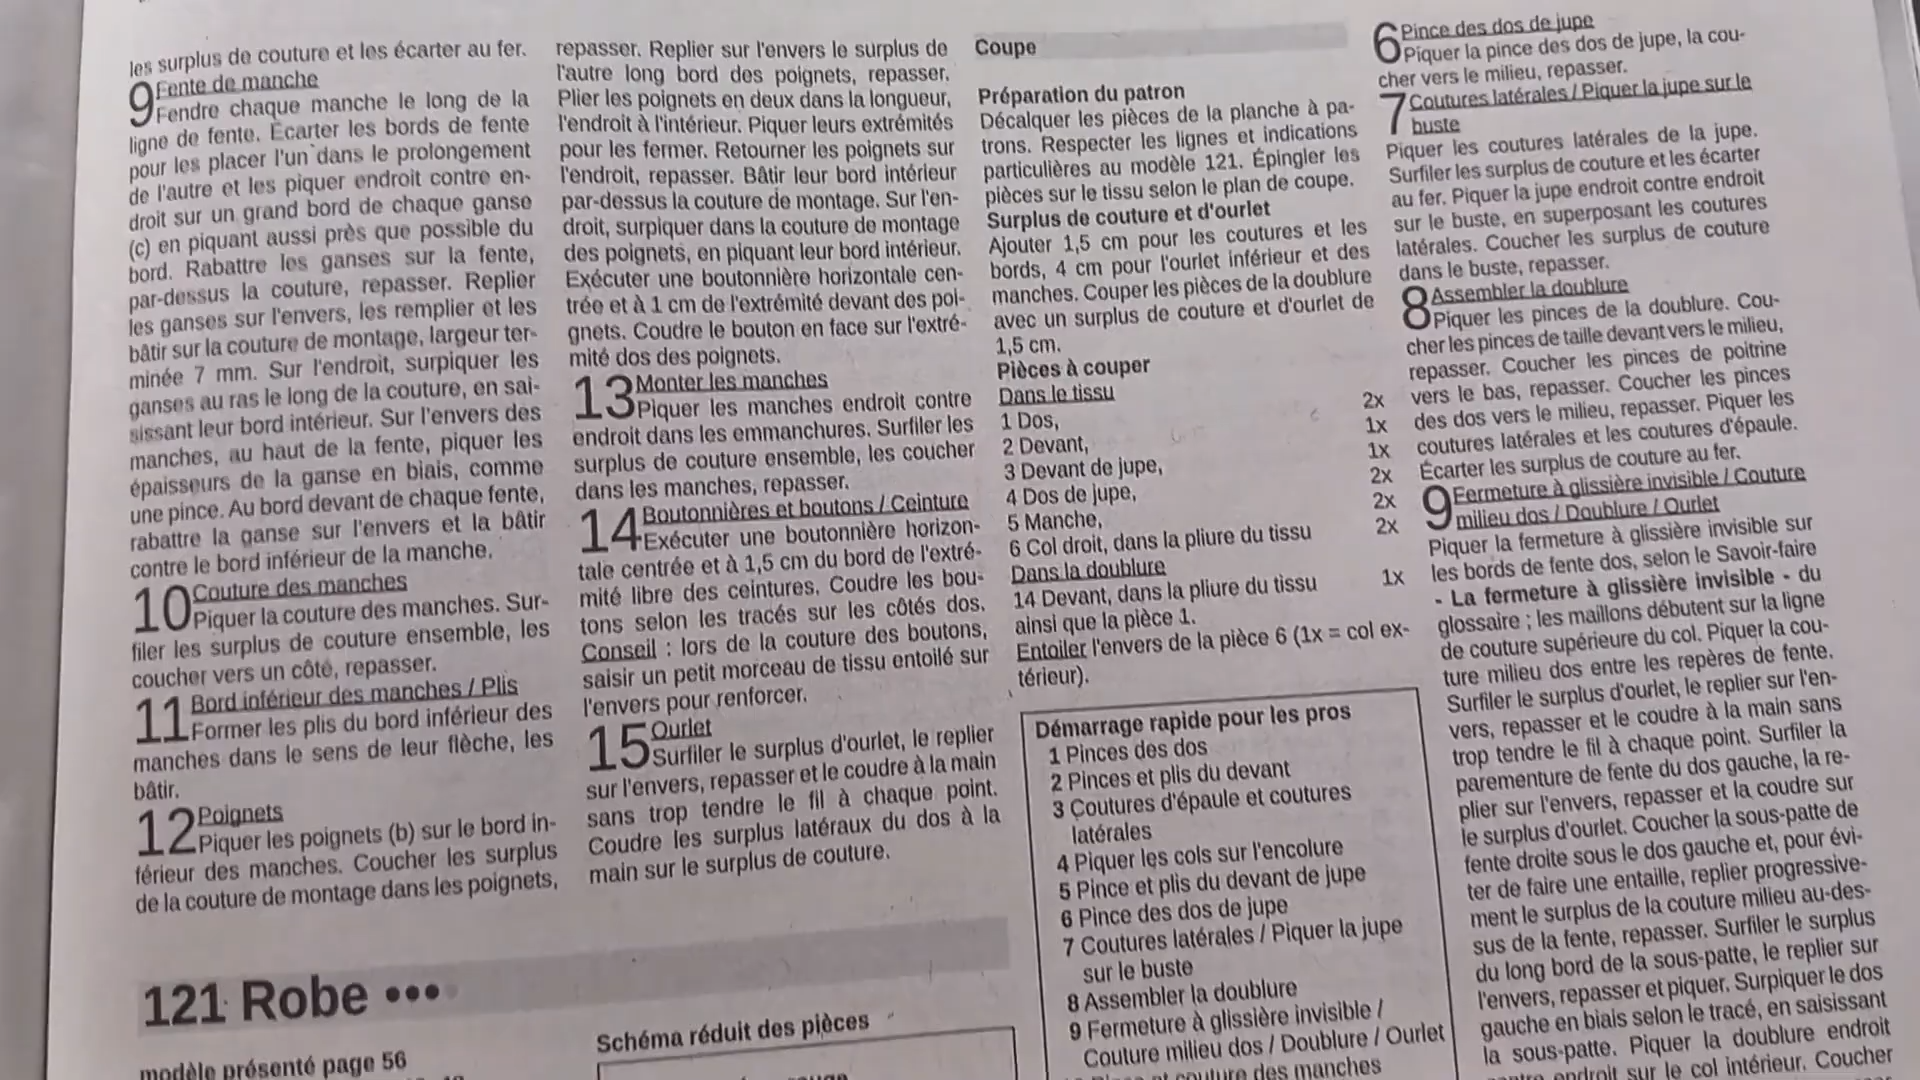 les surplus de couture et les écarter au fer.
9 Fente de manche
Fendre chaque manche le long de la
ligne de fente. Écarter les bords de fente
pour les placer l'un dans le prolongement
de l'autre et les piquer endroit contre en-
droit sur un grand bord de chaque ganse
(c) en piquant aussi près que possible du
bord. Rabattre les ganses sur la fente,
par-dessus la couture, repasser. Replier
les ganses sur l'envers, les remplier et les
bâtir sur la couture de montage, largeur ter-
minée 7 mm. Sur l'endroit, surpiquer les
ganses au ras le long de la couture, en sai-
sissant leur bord intérieur. Sur l'envers des
manches, au haut de la fente, piquer les
épaisseurs de la ganse en biais, comme
une pince. Au bord devant de chaque fente,
rabattre la ganse sur l'envers et la bâtir
contre le bord inférieur de la manche.
10 Couture des manches
Piquer la couture des manches. Sur-
filer les surplus de couture ensemble, les
coucher vers un côté, repasser.
11 Bord inférieur des manches / Plis
Former les plis du bord inférieur des
manches dans le sens de leur flèche, les
bâtir.
12 Poignets
Piquer les poignets (b) sur le bord in-
férieur des manches. Coucher les surplus
de la couture de montage dans les poignets,
repasser. Replier sur l'envers le surplus de
l'autre long bord des poignets, repasser.
Plier les poignets en deux dans la longueur,
l'endroit à l'intérieur. Piquer leurs extrémités
pour les fermer. Retourner les poignets sur
l'endroit, repasser. Bâtir leur bord intérieur
par-dessus la couture de montage. Sur l'en-
droit, surpiquer dans la couture de montage
des poignets, en piquant leur bord intérieur.
Exécuter une boutonnière horizontale cen-
trée et à 1 cm de l'extrémité devant des poi-
gnets. Coudre le bouton en face sur l'extré-
mité dos des poignets.
13 Monter les manches
Piquer les manches endroit contre
endroit dans les emmanchures. Surfiler les
surplus de couture ensemble, les coucher
dans les manches, repasser.
14 Boutonnières et boutons / Ceinture
Exécuter une boutonnière horizon-
tale centrée et à 1,5 cm du bord de l'extré-
mité libre des ceintures. Coudre les bou-
tons selon les tracés sur les côtés dos.
Conseil : lors de la couture des boutons,
saisir un petit morceau de tissu entoilé sur
l'envers pour renforcer.
15 Ourlet
Surfiler le surplus d'ourlet, le replier
sur l'envers, repasser et le coudre à la main
sans trop tendre le fil à chaque point.
Coudre les surplus latéraux du dos à la
main sur le surplus de couture.
121 Robe •••
modèle présenté page 56
Schéma réduit des pièces
Coupe
Préparation du patron
Décalquer les pièces de la planche à pa-
trons. Respecter les lignes et indications
particulières au modèle 121. Épingler les
pièces sur le tissu selon le plan de coupe.
Surplus de couture et d'ourlet
Ajouter 1,5 cm pour les coutures et les
bords, 4 cm pour l'ourlet inférieur et des
manches. Couper les pièces de la doublure
avec un surplus de couture et d'ourlet de
1,5 cm.
Pièces à couper
Dans le tissu
1 Dos, 2x
2 Devant, 1x
3 Devant de jupe, 1x
4 Dos de jupe, 2x
5 Manche, 2x
6 Col droit, dans la pliure du tissu 2x
Dans la doublure
14 Devant, dans la pliure du tissu 1x
ainsi que la pièce 1.
Entoiler l'envers de la pièce 6 (1x = col ex-
térieur).
Démarrage rapide pour les pros
1 Pinces des dos
2 Pinces et plis du devant
3 Coutures d'épaule et coutures
latérales
4 Piquer les cols sur l'encolure
5 Pince et plis du devant de jupe
6 Pince des dos de jupe
7 Coutures latérales / Piquer la jupe
sur le buste
8 Assembler la doublure
9 Fermeture à glissière invisible /
Couture milieu dos / Doublure / Ourlet
et couture des manches
6 Pince des dos de jupe
Piquer la pince des dos de jupe, la cou-
cher vers le milieu, repasser.
7 Coutures latérales / Piquer la jupe sur le
buste
Piquer les coutures latérales de la jupe.
Surfiler les surplus de couture et les écarter
au fer. Piquer la jupe endroit contre endroit
sur le buste, en superposant les coutures
latérales. Coucher les surplus de couture
dans le buste, repasser.
8 Assembler la doublure
Piquer les pinces de la doublure. Cou-
cher les pinces de taille devant vers le milieu,
repasser. Coucher les pinces de poitrine
vers le bas, repasser. Coucher les pinces
des dos vers le milieu, repasser. Piquer les
coutures latérales et les coutures d'épaule.
Écarter les surplus de couture au fer.
9 Fermeture à glissière invisible / Couture
milieu dos / Doublure / Ourlet
Piquer la fermeture à glissière invisible sur
les bords de fente dos, selon le Savoir-faire
- La fermeture à glissière invisible - du
glossaire ; les maillons débutent sur la ligne
de couture supérieure du col. Piquer la cou-
ture milieu dos entre les repères de fente.
Surfiler le surplus d'ourlet, le replier sur l'en-
vers, repasser et le coudre à la main sans
trop tendre le fil à chaque point. Surfiler la
parementure de fente du dos gauche, la re-
plier sur l'envers, repasser et la coudre sur
le surplus d'ourlet. Coucher la sous-patte de
fente droite sous le dos gauche et, pour évi-
ter de faire une entaille, replier progressive-
ment le surplus de la couture milieu au-des-
sus de la fente, repasser. Surfiler le surplus
du long bord de la sous-patte, le replier sur
l'envers, repasser et piquer. Surpiquer le dos
gauche en biais selon le tracé, en saisissant
la sous-patte. Piquer la doublure endroit
endroit sur le col intérieur. Coucher